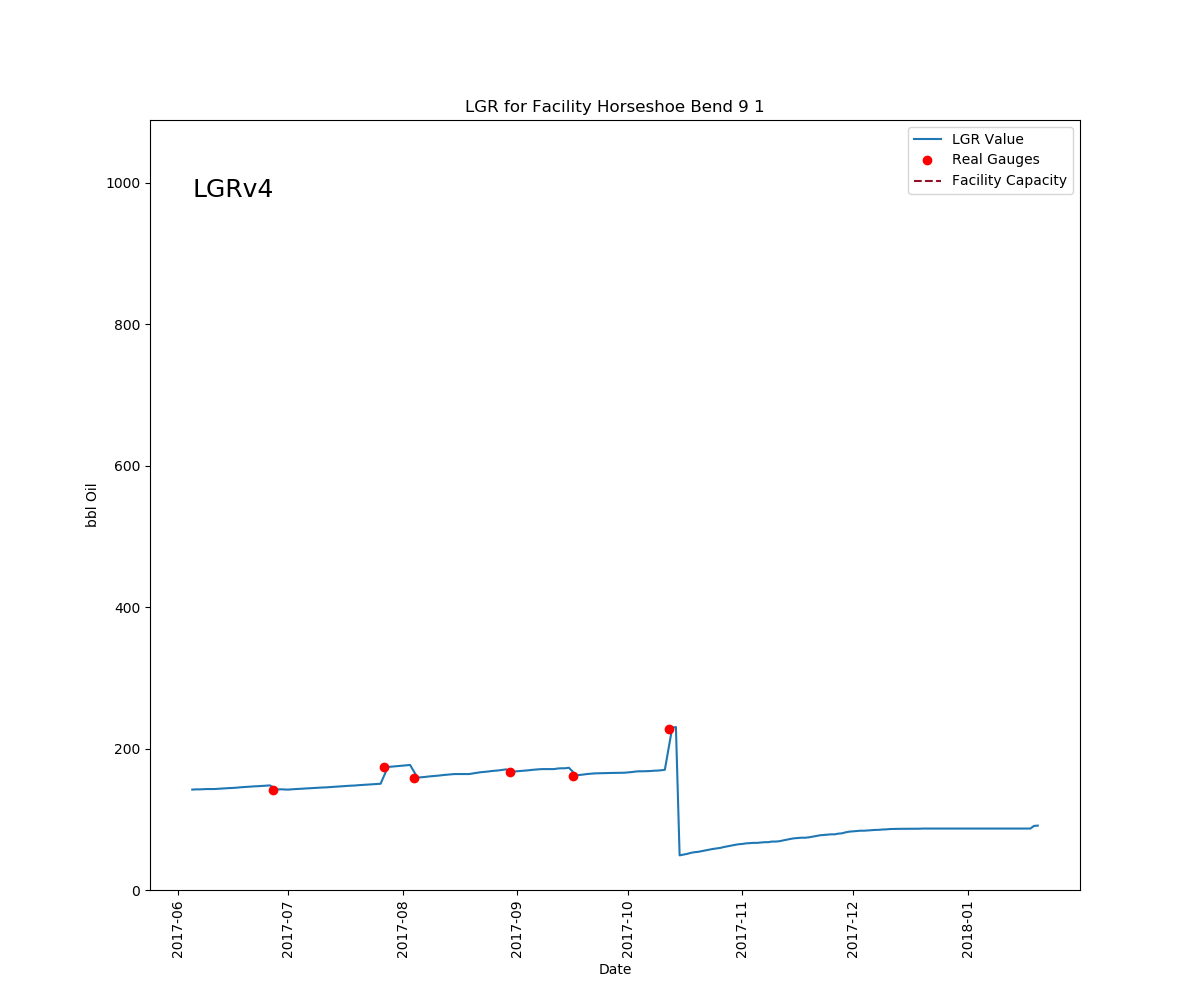 LGR for Facility Horseshoe Bend 9 1
LGR Value
Real Gauges
Facility Capacity
LGRv4
1000
800
600
400
200
0
bbl Oil
2017-06
2017-07
2017-08
2017-09
2017-10
2017-11
2017-12
2018-01
Date